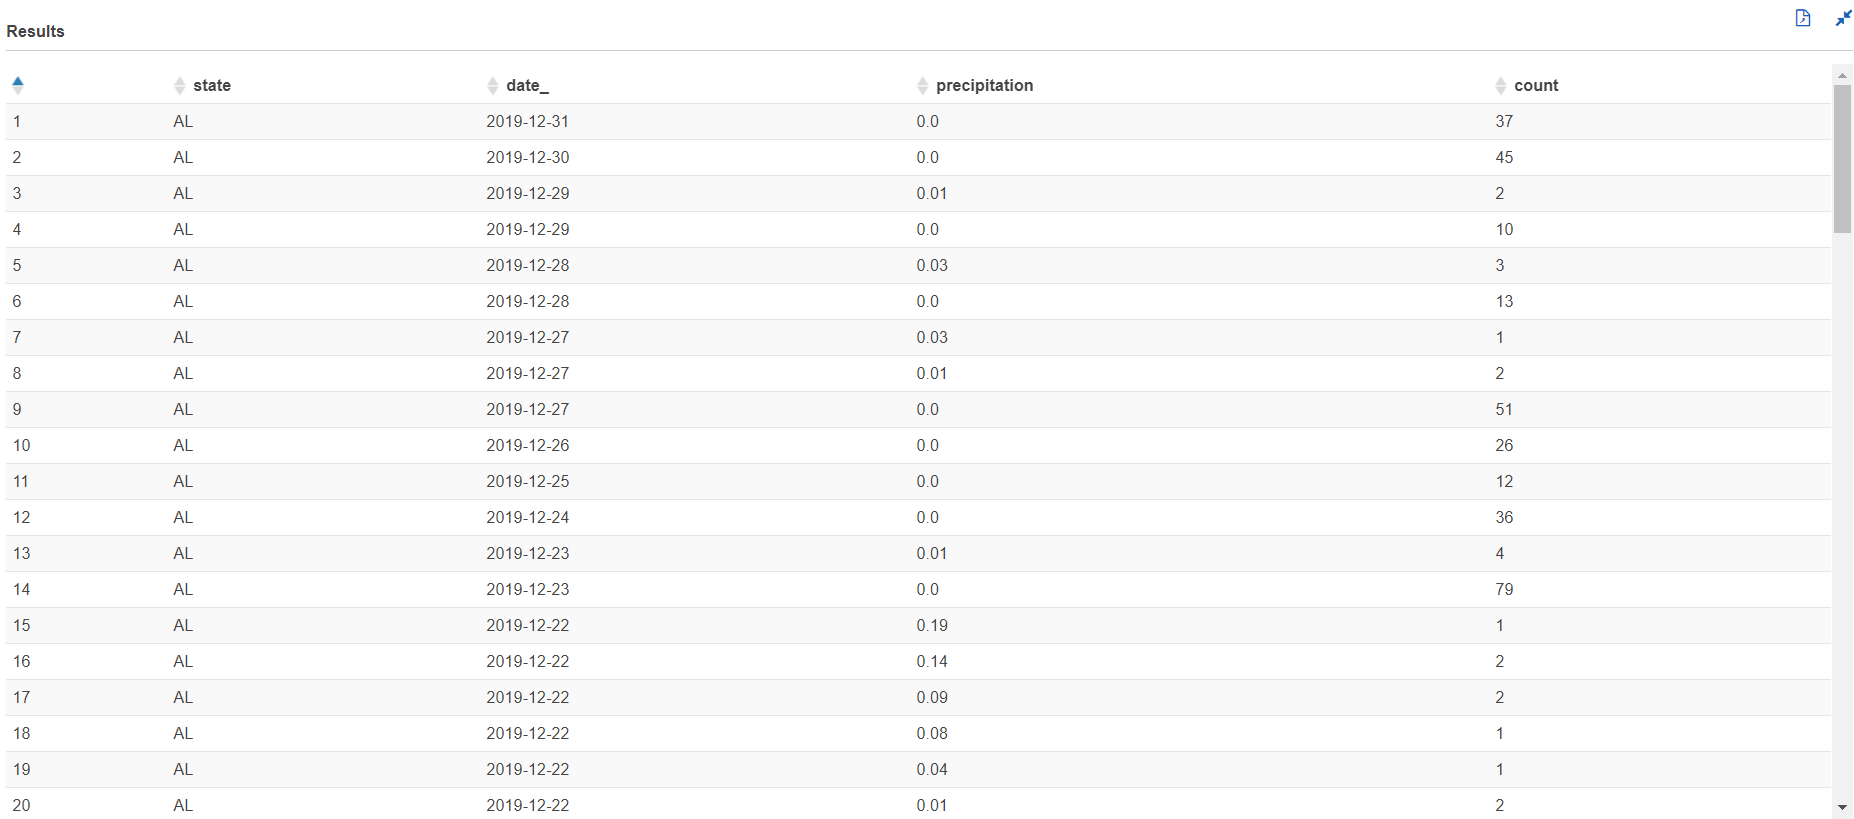 Results
state date_ precipitation count
1 AL 2019-12-31 0.0 37
2 AL 2019-12-30 0.0 45
3 AL 2019-12-29 0.01 2
4 AL 2019-12-29 0.0 10
5 AL 2019-12-28 0.03 3
6 AL 2019-12-28 0.0 13
7 AL 2019-12-27 0.03 1
8 AL 2019-12-27 0.01 2
9 AL 2019-12-27 0.0 51
10 AL 2019-12-26 0.0 26
11 AL 2019-12-25 0.0 12
12 AL 2019-12-24 0.0 36
13 AL 2019-12-23 0.01 4
14 AL 2019-12-23 0.0 79
15 AL 2019-12-22 0.19 1
16 AL 2019-12-22 0.14 2
17 AL 2019-12-22 0.09 2
18 AL 2019-12-22 0.08 1
19 AL 2019-12-22 0.04 1
20 AL 2019-12-22 0.01 2